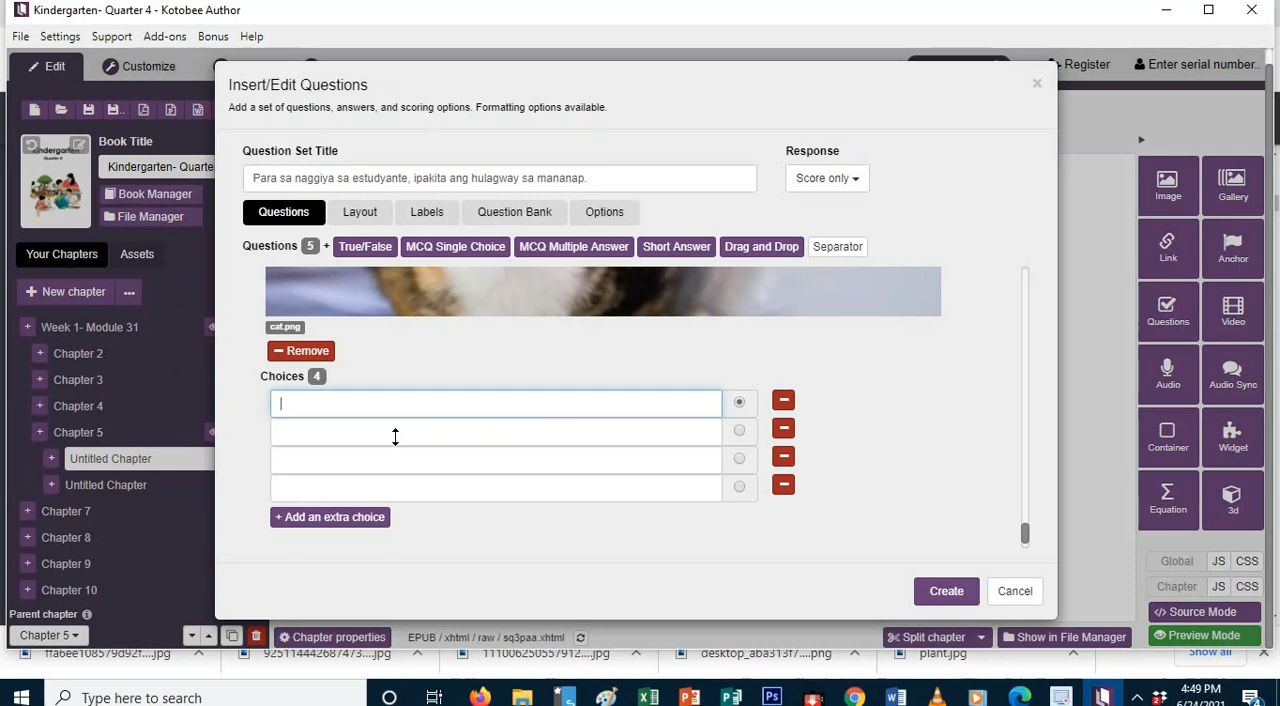 Kindergarten- Quarter 4 - Kotobee Author
File Settings Support Add-ons Bonus Help
Edit Customize Register Enter serial number..
Insert/Edit Questions
Add a set of questions, answers, and scoring options. Formatting options available.
Book Title
Kindergarten- Quarte
Book Manager
File Manager
Kindergarten
Quarter 4
Your Chapters Assets
New chapter ...
Week 1- Module 31
Chapter 2
Chapter 3
Chapter 4
Chapter 5
Untitled Chapter
Untitled Chapter
Chapter 7
Chapter 8
Chapter 9
Chapter 10
Parent chapter
Chapter 5
Question Set Title Response
Para sa naggiya sa estudyante, ipakita ang hulagway sa mananap. Score only
Questions Layout Labels Question Bank Options
Questions 5 + True/False MCQ Single Choice MCQ Multiple Answer Short Answer Drag and Drop Separator
cat.png
Remove
Choices 4
+ Add an extra choice
Create Cancel
Image Gallery
Link Anchor
Questions Video
Audio Audio Sync
Container Widget
Equation 3d
Global JS CSS
Chapter JS CSS
</> Source Mode
Preview Mode
Chapter properties EPUB / xhtml / raw / sq3paa.xhtml Split chapter Show in File Manager
ffa6ee108579d92f....jpg 925114442687473....jpg 111006250557912....jpg desktop_aba313f7....png plant.jpg Show all
Type here to search
4:49 PM
6/24/2021